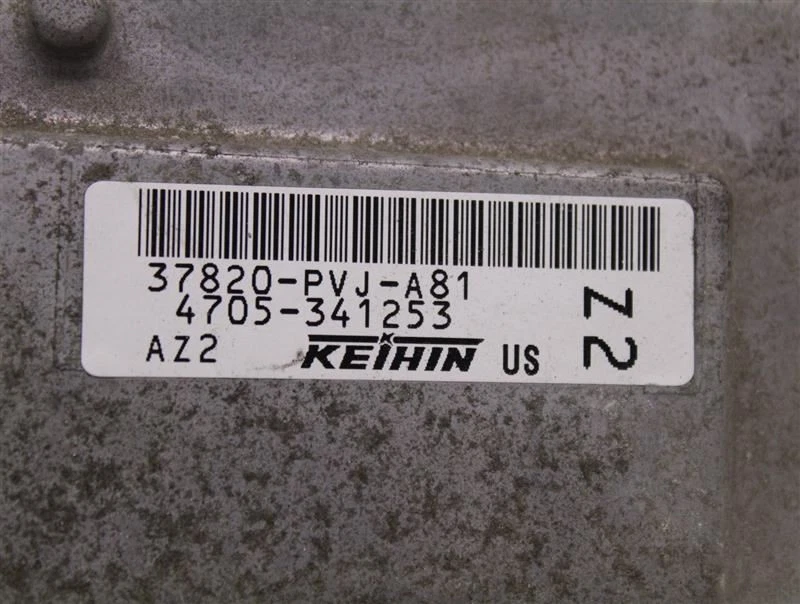 37820-PVJ-A81
4705-341253
AZ2 KEIHIN US
Z2